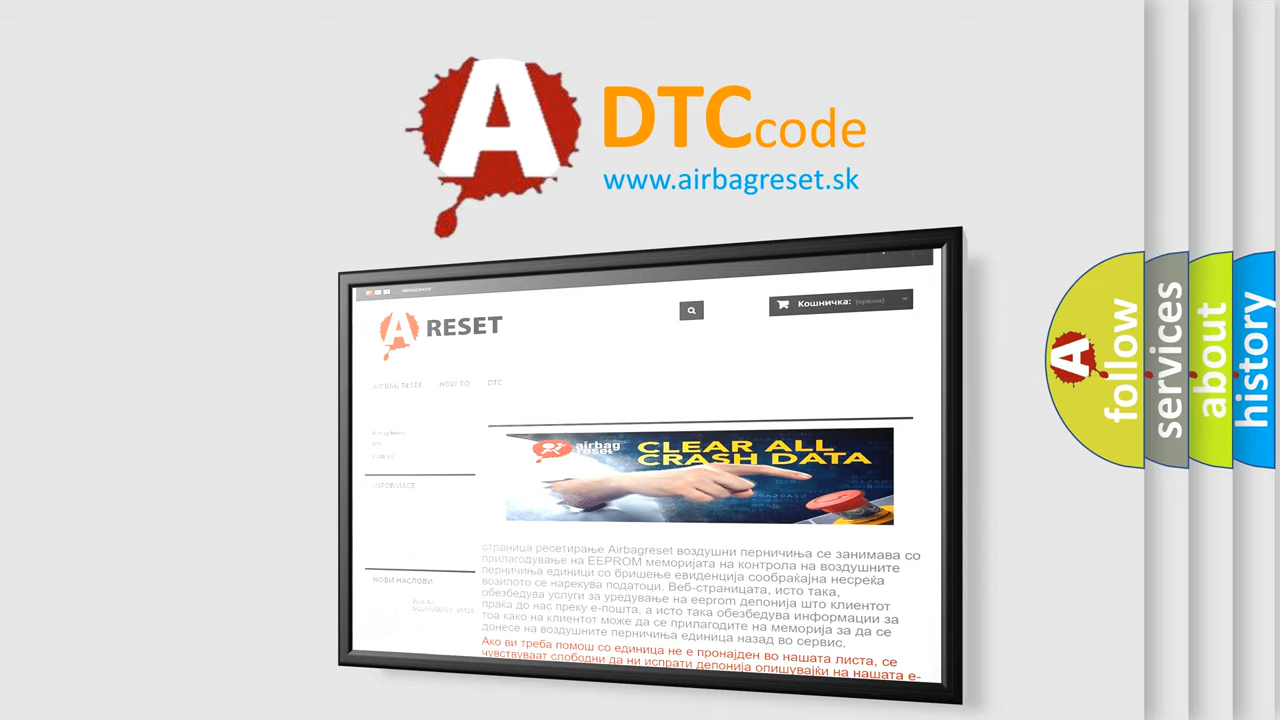 A
DTCcode
www.airbagreset.sk
A RESET
Кошничка: (празна)
AIRBAG RESET HOW TO DTC
INFORMACE
airbag
reset
CLEAR ALL
CRASH DATA
страница ресетирање Airbagreset воздушни перничиња се занимава со
прилагодување на EEPROM меморијата на контрола на воздушните
перничиња единици со бришење евиденција сообраќајна несреќа
возилото се нарекува податоци. Веб-страницата, исто така,
обезбедува услуги за уредување на eeprom депонија што клиентот
праќа до нас преку е-пошта, а исто така обезбедува информации за
тоа како на клиентот може да се прилагодите на меморија за да се
донесе на воздушните перничиња единица назад во сервис.
Ако ви треба помош со единица не е пронајден во нашата листа, се
чувствуваат слободни да ни испрати депонија опишувајќи на нашата е-
НОВИ НАСЛОВИ
A
follow
services
about
history